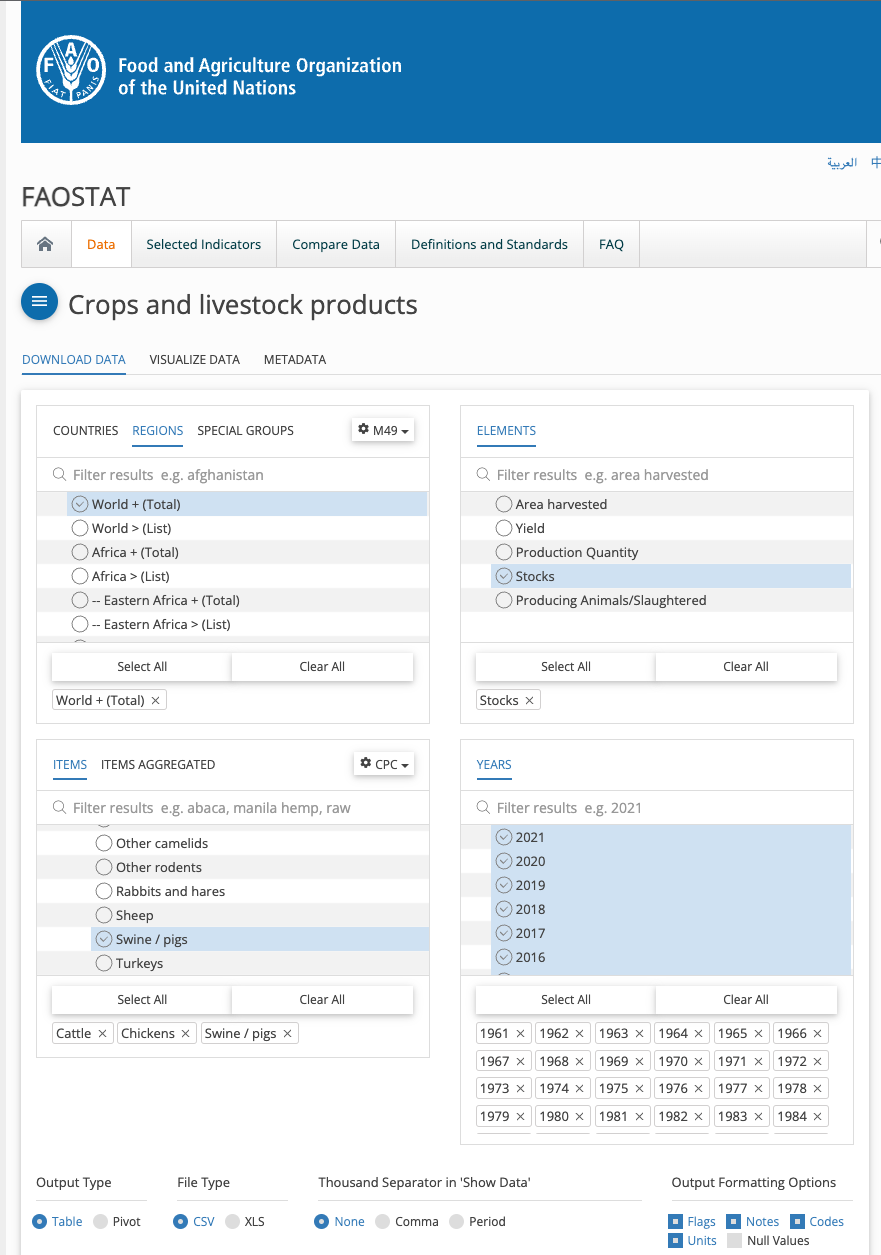 F A O
FIAT PANIS
Food and Agriculture Organization
of the United Nations
العربية 中
FAOSTAT
Data Selected Indicators Compare Data Definitions and Standards FAQ
Crops and livestock products
DOWNLOAD DATA VISUALIZE DATA METADATA
COUNTRIES REGIONS SPECIAL GROUPS M49
Filter results e.g. afghanistan
World + (Total)
World > (List)
Africa + (Total)
Africa > (List)
-- Eastern Africa + (Total)
-- Eastern Africa > (List)
Select All Clear All
World + (Total) ×
ELEMENTS
Filter results e.g. area harvested
Area harvested
Yield
Production Quantity
Stocks
Producing Animals/Slaughtered
Select All Clear All
Stocks ×
ITEMS ITEMS AGGREGATED CPC
Filter results e.g. abaca, manila hemp, raw
Other camelids
Other rodents
Rabbits and hares
Sheep
Swine / pigs
Turkeys
Select All Clear All
Cattle × Chickens × Swine / pigs ×
YEARS
Filter results e.g. 2021
2021
2020
2019
2018
2017
2016
Select All Clear All
1961 × 1962 × 1963 × 1964 × 1965 × 1966 ×
1967 × 1968 × 1969 × 1970 × 1971 × 1972 ×
1973 × 1974 × 1975 × 1976 × 1977 × 1978 ×
1979 × 1980 × 1981 × 1982 × 1983 × 1984 ×
Output Type File Type Thousand Separator in 'Show Data' Output Formatting Options
Table Pivot CSV XLS None Comma Period Flags Notes Codes
Units Null Values